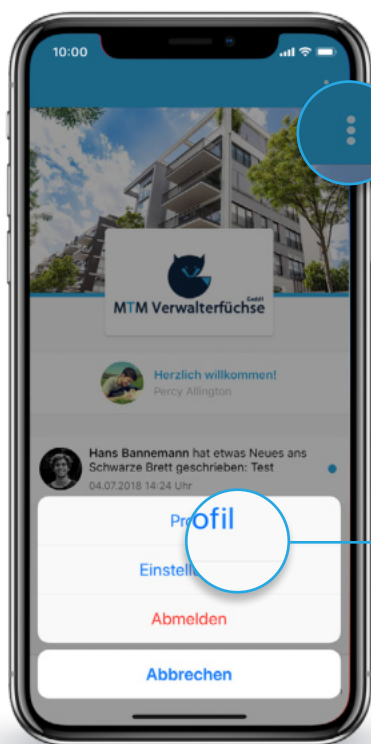 10:00
GmbH
MTM Verwalterfüchse
Herzlich willkommen!
Percy Allington
Hans Bannemann hat etwas Neues ans
Schwarze Brett geschrieben: Test
04.07.2018 14:24 Uhr
Profil
Abmelden
Abbrechen